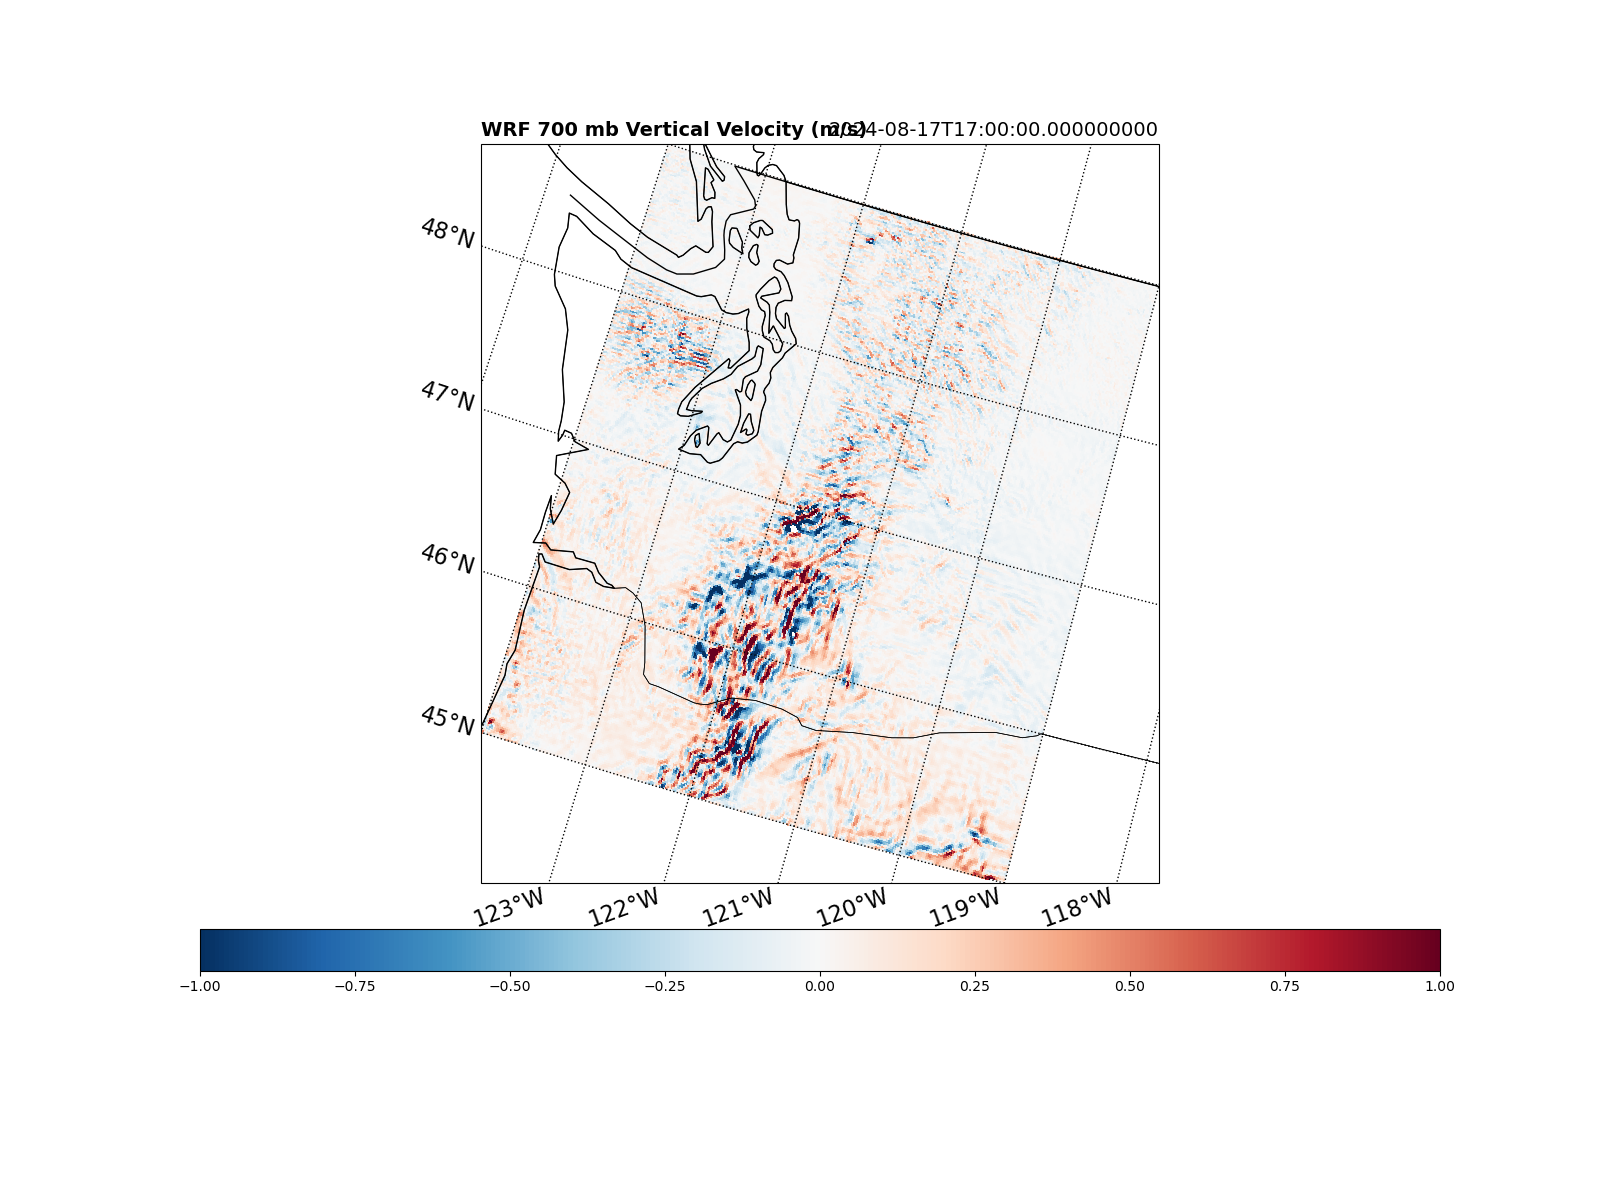 WRF 700 mb Vertical Velocity (m/s) 2024-08-17T17:00:00.000000000
48°N
47°N
46°N
45°N
123°W 122°W 121°W 120°W 119°W 118°W
−1.00 −0.75 −0.50 −0.25 0.00 0.25 0.50 0.75 1.00